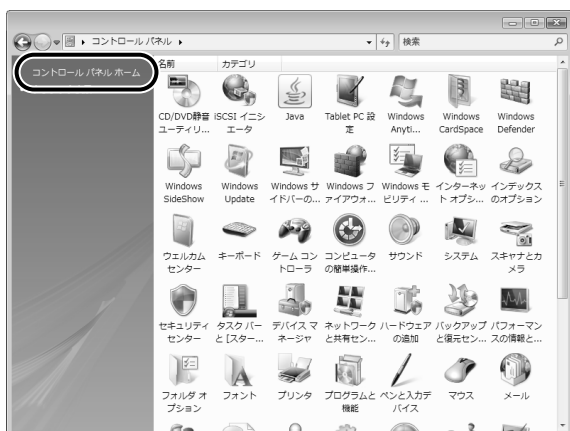 コントロール パネル
検索
コントロール パネル ホーム
名前 カテゴリ
CD/DVD静音ユーティリ...
iSCSI イニシエータ
Java
Tablet PC 設定
Windows Anyti...
Windows CardSpace
Windows Defender
Windows SideShow
Windows Update
Windows サイドバーの...
Windows ファイアウォ...
Windows モビリティ ...
インターネット オプシ...
インデックスのオプション
ウェルカム センター
キーボード
ゲーム コントローラ
コンピュータの簡単操作...
サウンド
システム
スキャナとカメラ
セキュリティ センター
タスク バーと [スター...
デバイス マネージャ
ネットワークと共有セン...
ハードウェアの追加
バックアップと復元セン...
パフォーマンスの情報と...
フォルダ オプション
フォント
プリンタ
プログラムと機能
ペンと入力デバイス
マウス
メール